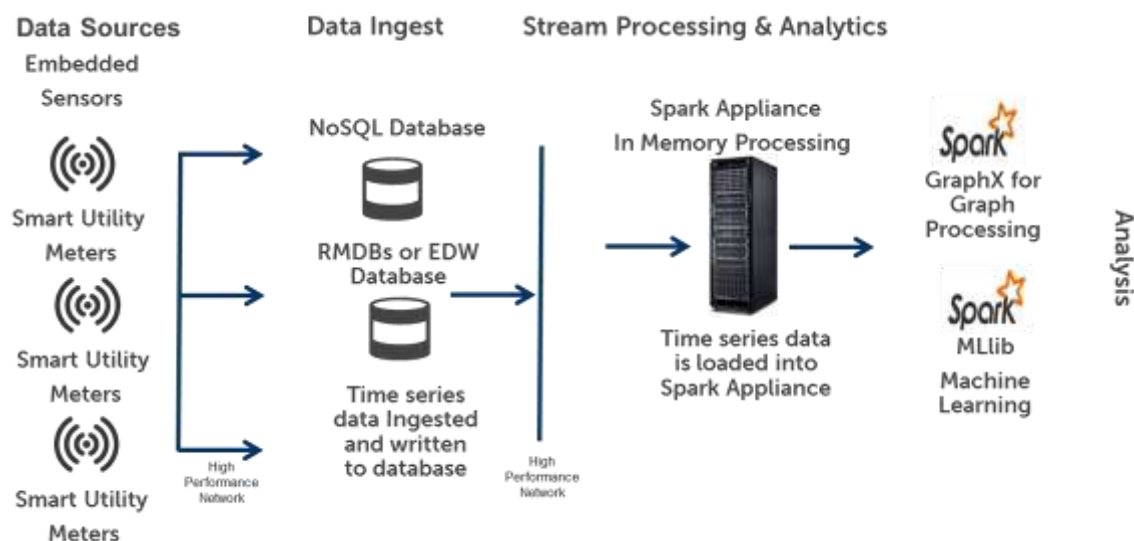 Data Sources
Embedded
Sensors
Smart Utility
Meters
Smart Utility
Meters
Smart Utility
Meters
High
Performance
Network
Data Ingest
NoSQL Database
RMDBs or EDW
Database
Time series
data Ingested
and written
to database
High
Performance
Network
Stream Processing & Analytics
Spark Appliance
In Memory Processing
Time series data
is loaded into
Spark Appliance
Spark
GraphX for
Graph
Processing
Spark
MLlib
Machine
Learning
Analysis